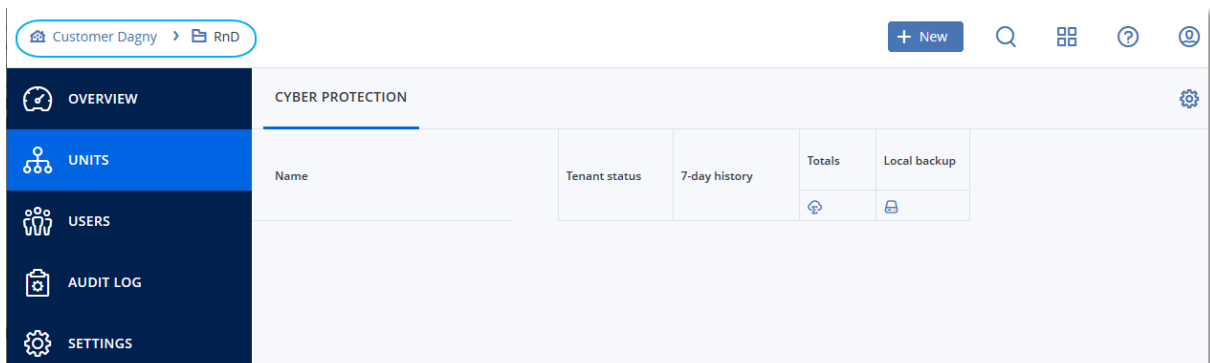 Customer Dagny > RnD
+ New
OVERVIEW
UNITS
USERS
AUDIT LOG
SETTINGS
CYBER PROTECTION
Name
Tenant status
7-day history
Totals
Local backup